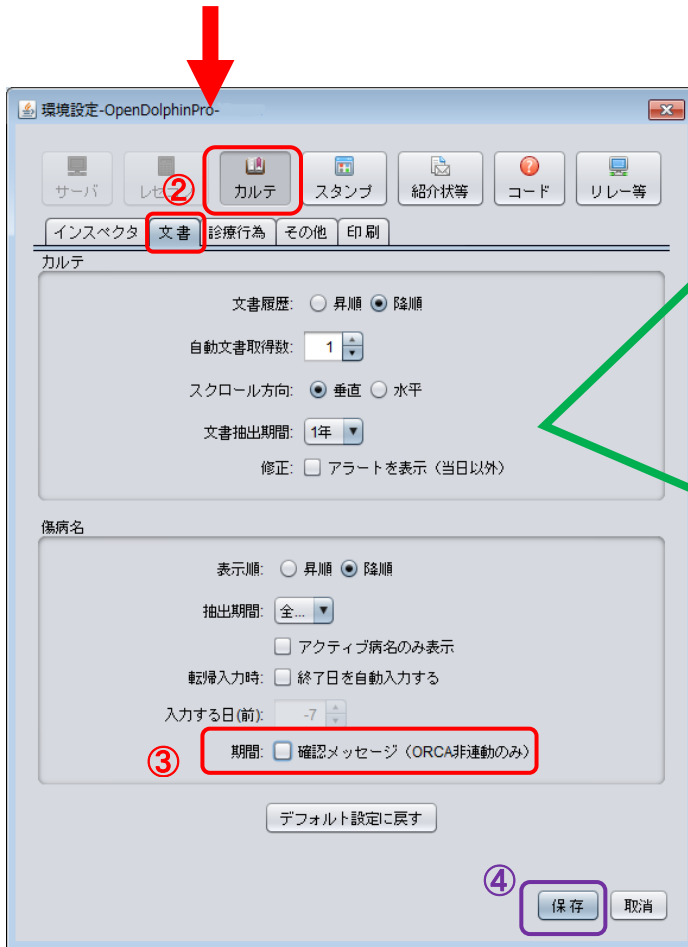 環境設定-OpenDolphinPro-
サーバ レセ カルテ スタンプ 紹介状等 コード リレー等
②
インスペクタ 文書 診療行為 その他 印刷
カルテ
文書履歴: 昇順 降順
自動文書取得数: 1
スクロール方向: 垂直 水平
文書抽出期間: 1年
修正: アラートを表示（当日以外）
傷病名
表示順: 昇順 降順
抽出期間: 全...
アクティブ病名のみ表示
転帰入力時: 終了日を自動入力する
入力する日(前): -7
③ 期間: 確認メッセージ（ORCA非連動のみ）
デフォルト設定に戻す
④
保存 取消